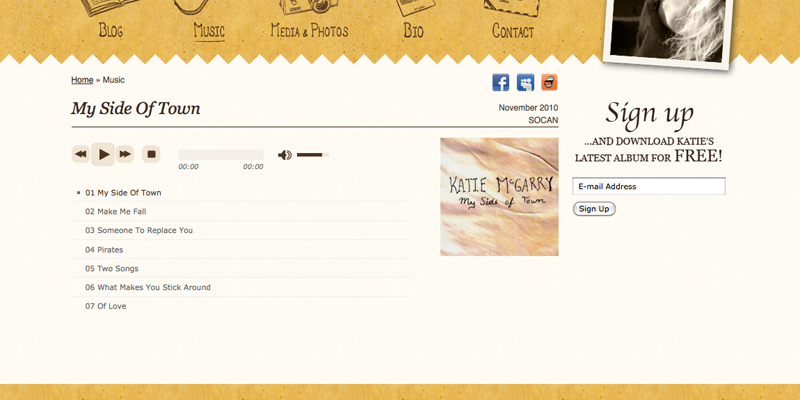 Blog Music Media & Photos Bio Contact
Home » Music
My Side Of Town
November 2010
SOCAN
00:00 00:00
01 My Side Of Town
02 Make Me Fall
03 Someone To Replace You
04 Pirates
05 Two Songs
06 What Makes You Stick Around
07 Of Love
KATIE McGARRY
My Side of Town
Sign up
...AND DOWNLOAD KATIE'S
LATEST ALBUM FOR FREE!
E-mail Address
Sign Up